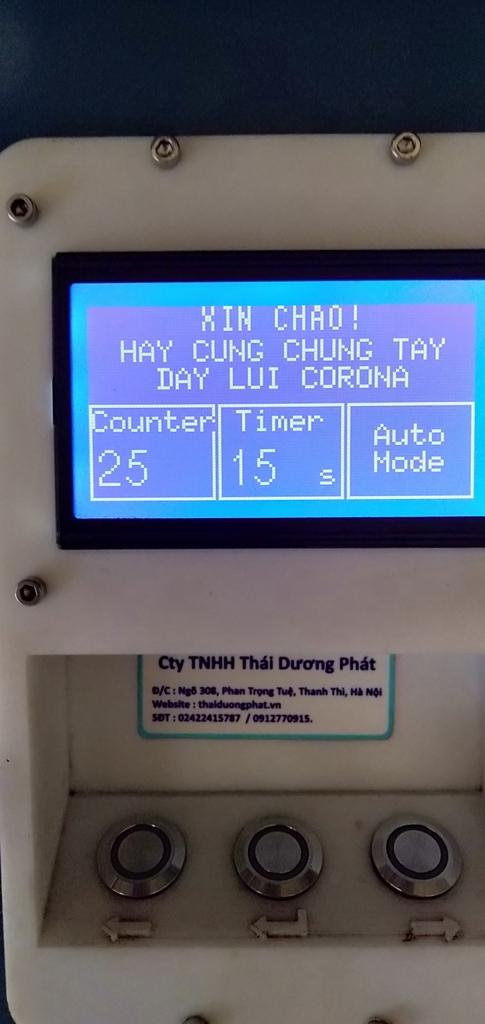 XIN CHAO!
HAY CUNG CHUNG TAY
DAY LUI CORONA
Counter
25
Timer
15 s
Auto
Mode
Cty TNHH Thái Dương Phát
Đ/C : Ngõ 308, Phan Trọng Tuệ, Thanh Thì, Hà Nội
Website : thaiduongphat.vn
SĐT : 02422415787 / 0912770915.